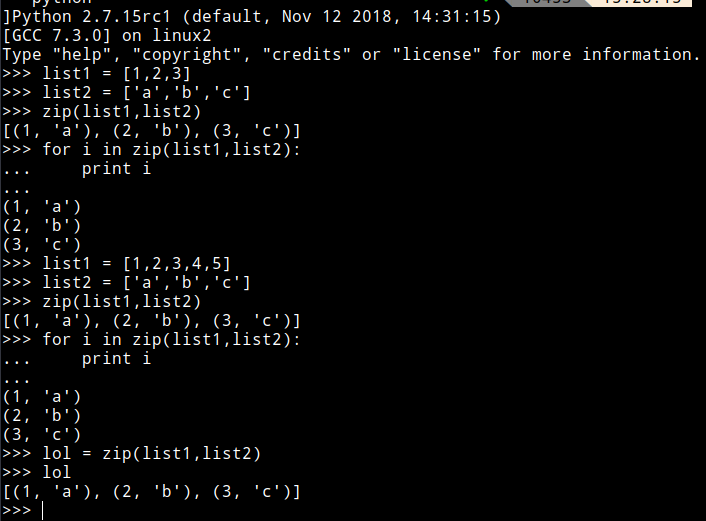 ]Python 2.7.15rc1 (default, Nov 12 2018, 14:31:15)
[GCC 7.3.0] on linux2
Type "help", "copyright", "credits" or "license" for more information.
>>> list1 = [1,2,3]
>>> list2 = ['a','b','c']
>>> zip(list1,list2)
[(1, 'a'), (2, 'b'), (3, 'c')]
>>> for i in zip(list1,list2):
...     print i
...
(1, 'a')
(2, 'b')
(3, 'c')
>>> list1 = [1,2,3,4,5]
>>> list2 = ['a','b','c']
>>> zip(list1,list2)
[(1, 'a'), (2, 'b'), (3, 'c')]
>>> for i in zip(list1,list2):
...     print i
...
(1, 'a')
(2, 'b')
(3, 'c')
>>> lol = zip(list1,list2)
>>> lol
[(1, 'a'), (2, 'b'), (3, 'c')]
>>>